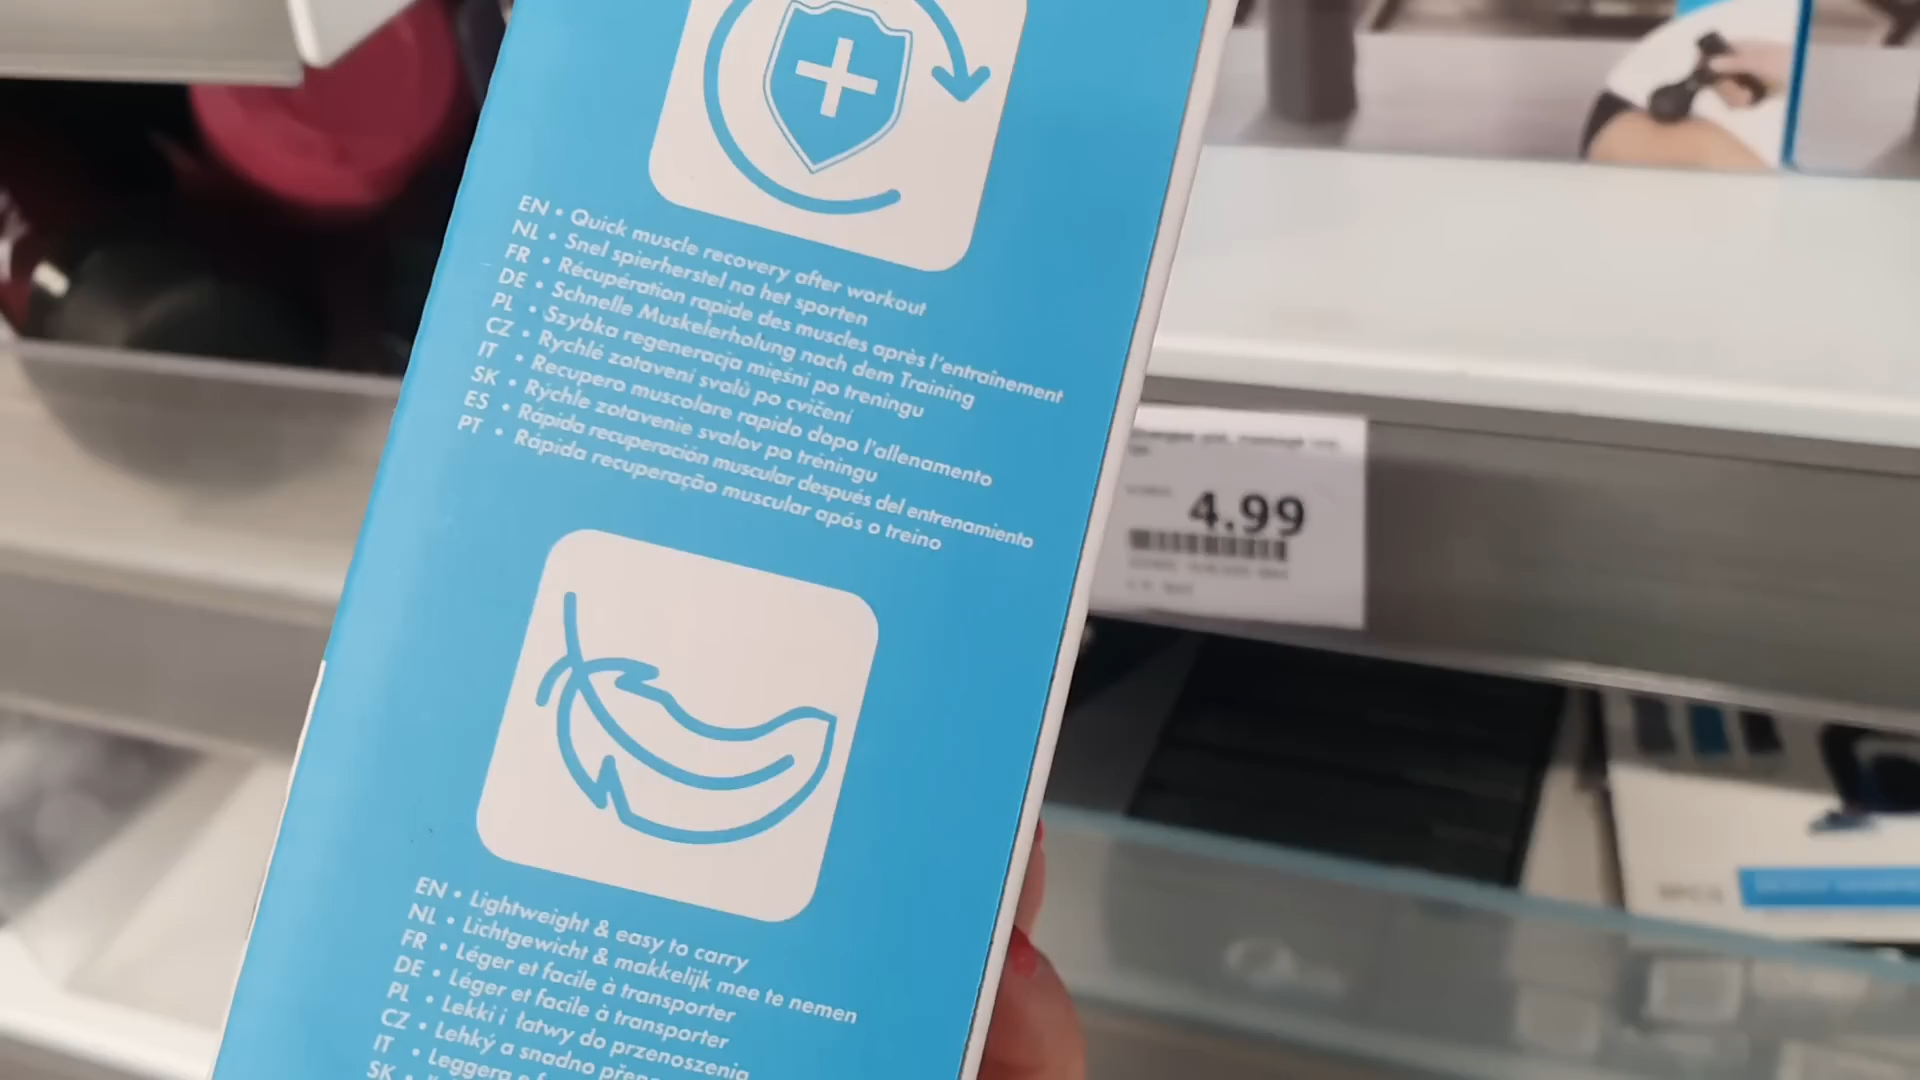 EN • Quick muscle recovery after workout
NL • Snel spierherstel na het sporten
FR • Récupération rapide des muscles après l'entraînement
DE • Schnelle Muskelerholung nach dem Training
PL • Szybka regeneracja mięśni po treningu
CZ • Rychlé zotavení svalů po cvičení
IT • Recupero muscolare rapido dopo l'allenamento
SK • Rýchle zotavenie svalov po tréningu
ES • Rápida recuperación muscular después del entrenamiento
PT • Rápida recuperação muscular após o treino
EN • Lightweight & easy to carry
NL • Lichtgewicht & makkelijk mee te nemen
FR • Léger et facile à transporter
DE • Léger et facile à transporter
PL • Lekki i łatwy do przenoszenia
CZ • Lehký a snadno
IT • Leggero
SK •
4.99